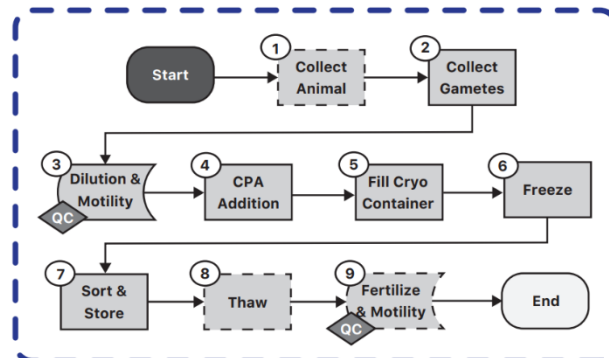 1
2
Start
Collect
Animal
Collect
Gametes
3
4
5
6
Dilution &
Motility
QC
CPA
Addition
Fill Cryo
Container
Freeze
7
8
9
Sort &
Store
Thaw
Fertilize
& Motility
QC
End